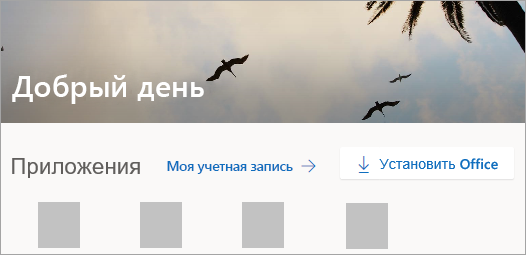 Добрый день
Приложения Моя учетная запись → Установить Office